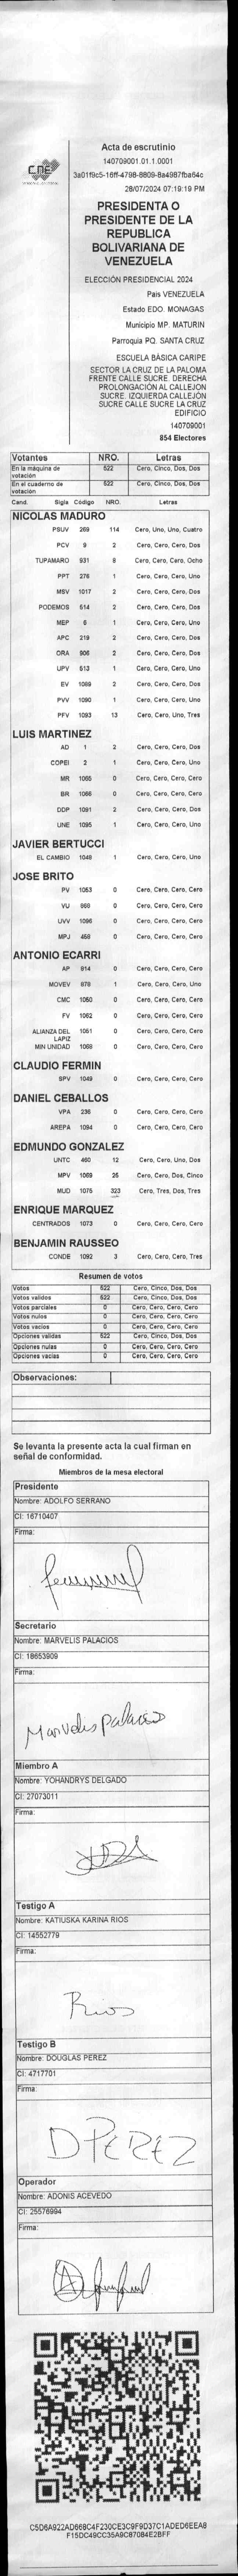 CNE
Acta de escrutinio
140709001.01.1.0001
3a01f9c5-16ff-4798-8809-8a4987fba64c
28/07/2024 07:19:19 PM
PRESIDENTA O
PRESIDENTE DE LA
REPUBLICA
BOLIVARIANA DE
VENEZUELA
ELECCIÓN PRESIDENCIAL 2024
País VENEZUELA
Estado EDO. MONAGAS
Municipio MP. MATURIN
Parroquia PQ. SANTA CRUZ
ESCUELA BÁSICA CARIPE
SECTOR LA CRUZ DE LA PALOMA
FRENTE CALLE SUCRE. DERECHA
PROLONGACIÓN AL CALLEJON
SUCRE. IZQUIERDA CALLEJÓN
SUCRE CALLE SUCRE LA CRUZ
EDIFICIO
140709001
854 Electores
Votantes NRO. Letras
En la máquina de votación 522 Cero, Cinco, Dos, Dos
En el cuaderno de votación 522 Cero, Cinco, Dos, Dos
Cand. Sigla Código NRO. Letras
NICOLAS MADURO
PSUV 269 114 Cero, Uno, Uno, Cuatro
PCV 9 2 Cero, Cero, Cero, Dos
TUPAMARO 931 8 Cero, Cero, Cero, Ocho
PPT 276 1 Cero, Cero, Cero, Uno
MSV 1017 2 Cero, Cero, Cero, Dos
PODEMOS 514 2 Cero, Cero, Cero, Dos
MEP 6 1 Cero, Cero, Cero, Uno
APC 219 2 Cero, Cero, Cero, Dos
ORA 906 2 Cero, Cero, Cero, Dos
UPV 513 1 Cero, Cero, Cero, Uno
EV 1089 2 Cero, Cero, Cero, Dos
PVV 1090 1 Cero, Cero, Cero, Uno
PFV 1093 13 Cero, Cero, Uno, Tres
LUIS MARTINEZ
AD 1 2 Cero, Cero, Cero, Dos
COPEI 2 1 Cero, Cero, Cero, Uno
MR 1065 0 Cero, Cero, Cero, Cero
BR 1066 0 Cero, Cero, Cero, Cero
DDP 1091 2 Cero, Cero, Cero, Dos
UNE 1095 1 Cero, Cero, Cero, Uno
JAVIER BERTUCCI
EL CAMBIO 1048 1 Cero, Cero, Cero, Uno
JOSE BRITO
PV 1053 0 Cero, Cero, Cero, Cero
VU 868 0 Cero, Cero, Cero, Cero
UVV 1096 0 Cero, Cero, Cero, Cero
MPJ 458 0 Cero, Cero, Cero, Cero
ANTONIO ECARRI
AP 814 0 Cero, Cero, Cero, Cero
MOVEV 878 1 Cero, Cero, Cero, Uno
CMC 1050 0 Cero, Cero, Cero, Cero
FV 1052 0 Cero, Cero, Cero, Cero
ALIANZA DEL LAPIZ 1051 0 Cero, Cero, Cero, Cero
MIN UNIDAD 1068 0 Cero, Cero, Cero, Cero
CLAUDIO FERMIN
SPV 1049 0 Cero, Cero, Cero, Cero
DANIEL CEBALLOS
VPA 236 0 Cero, Cero, Cero, Cero
AREPA 1094 0 Cero, Cero, Cero, Cero
EDMUNDO GONZALEZ
UNTC 460 12 Cero, Cero, Uno, Dos
MPV 1069 25 Cero, Cero, Dos, Cinco
MUD 1075 323 Cero, Tres, Dos, Tres
ENRIQUE MARQUEZ
CENTRADOS 1073 0 Cero, Cero, Cero, Cero
BENJAMIN RAUSSEO
CONDE 1092 3 Cero, Cero, Cero, Tres
Resumen de votos
Votos 522 Cero, Cinco, Dos, Dos
Votos validos 522 Cero, Cinco, Dos, Dos
Votos parciales 0 Cero, Cero, Cero, Cero
Votos nulos 0 Cero, Cero, Cero, Cero
Votos vacios 0 Cero, Cero, Cero, Cero
Opciones validas 522 Cero, Cinco, Dos, Dos
Opciones nulas 0 Cero, Cero, Cero, Cero
Opciones vacias 0 Cero, Cero, Cero, Cero
Observaciones:
Se levanta la presente acta la cual firman en
señal de conformidad.
Miembros de la mesa electoral
Presidente
Nombre: ADOLFO SERRANO
CI: 16710407
Firma:
Secretario
Nombre: MARVELIS PALACIOS
CI: 18653909
Firma:
Marvelis palacios
Miembro A
Nombre: YOHANDRYS DELGADO
CI: 27073011
Firma:
Testigo A
Nombre: KATIUSKA KARINA RIOS
CI: 14552779
Firma:
Rios
Testigo B
Nombre: DOUGLAS PEREZ
CI: 4717701
Firma:
DPEREZ
Operador
Nombre: ADONIS ACEVEDO
CI: 25576994
Firma:
C5D6A922AD668C4F230CE3C9F9D37C1ADED6EEA8
F15DC49CC35A9C87084E2BFF